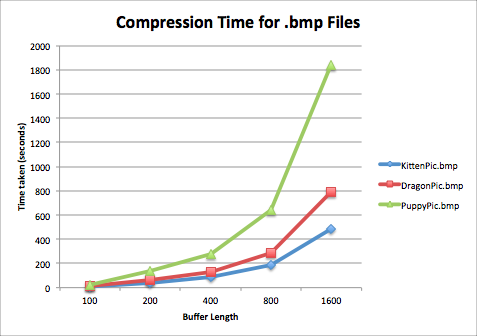 Compression Time for .bmp Files
2000
1800
1600
1400
1200
1000
800
600
400
200
0
Time taken (seconds)
100 200 400 800 1600
Buffer Length
KittenPic.bmp
DragonPic.bmp
PuppyPic.bmp